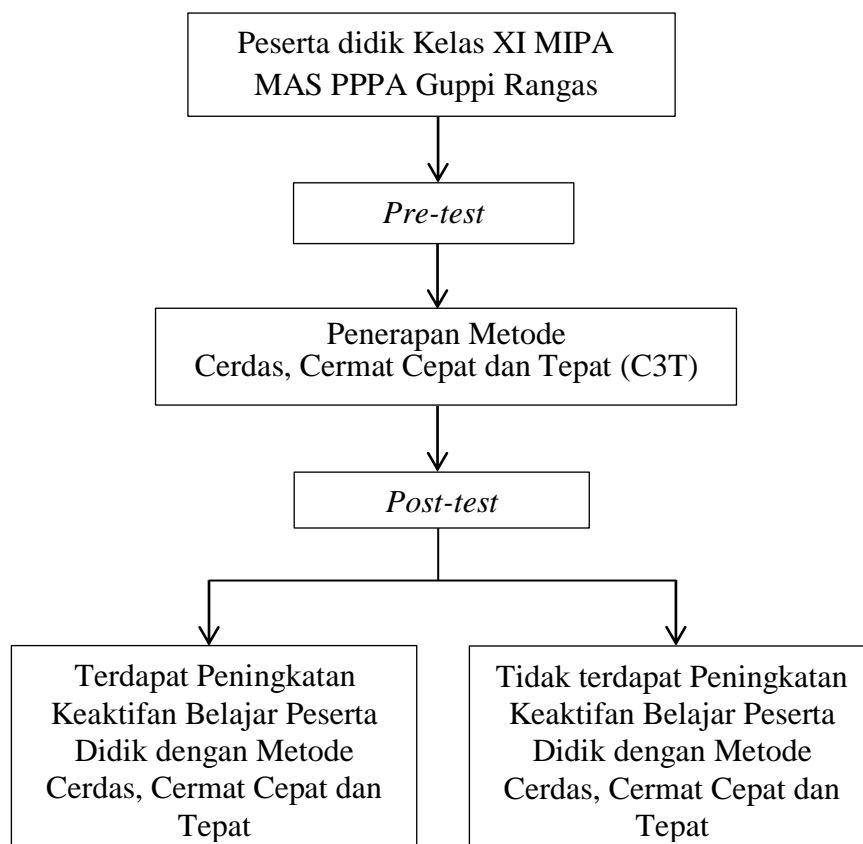 Peserta didik Kelas XI MIPA
MAS PPPA Guppi Rangas
Pre-test
Penerapan Metode
Cerdas, Cermat Cepat dan Tepat (C3T)
Post-test
Terdapat Peningkatan
Keaktifan Belajar Peserta
Didik dengan Metode
Cerdas, Cermat Cepat dan
Tepat
Tidak terdapat Peningkatan
Keaktifan Belajar Peserta
Didik dengan Metode
Cerdas, Cermat Cepat dan
Tepat